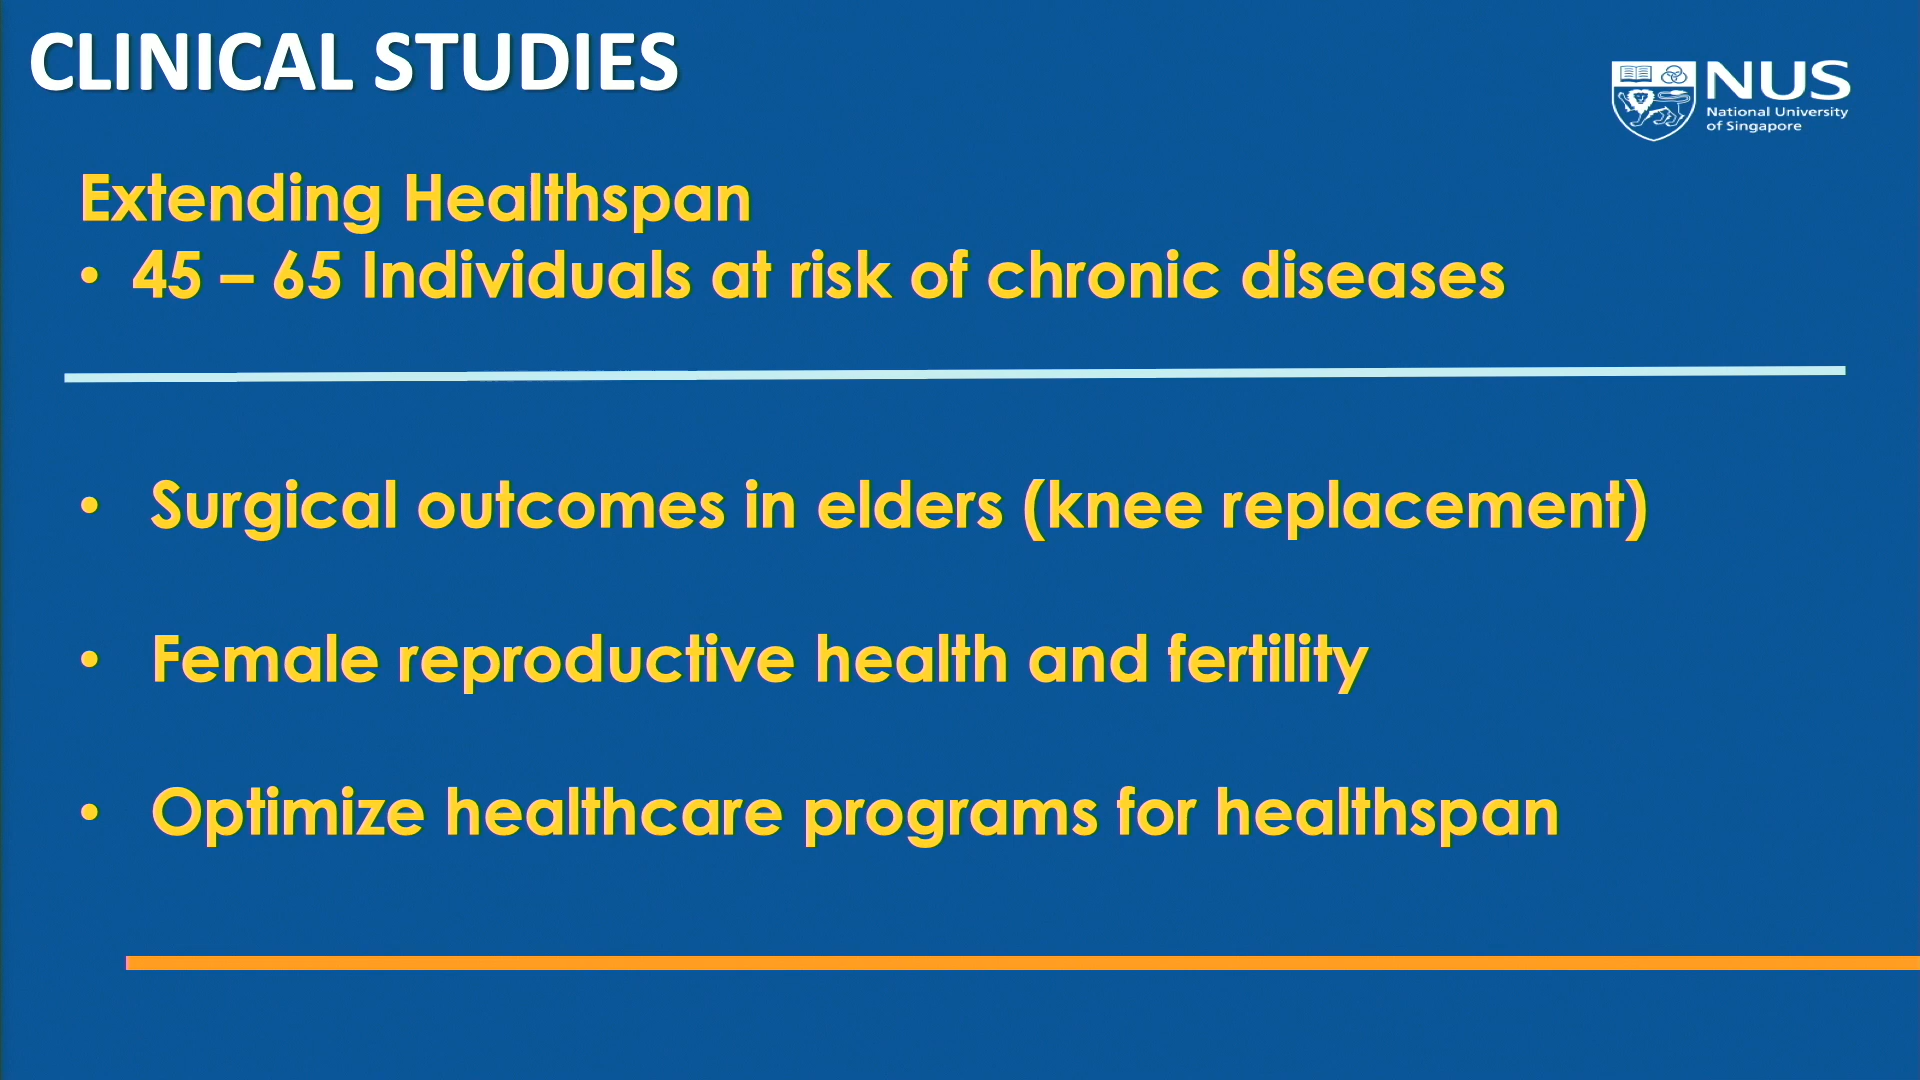 CLINICAL STUDIES
NUS
National University
of Singapore
Extending Healthspan
• 45 – 65 Individuals at risk of chronic diseases
• Surgical outcomes in elders (knee replacement)
• Female reproductive health and fertility
• Optimize healthcare programs for healthspan